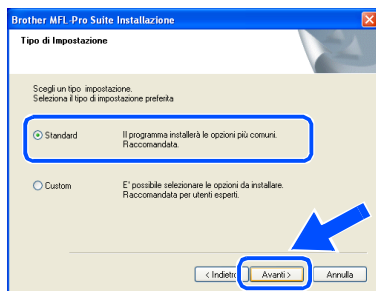 Brother MFL-Pro Suite Installazione
Tipo di Impostazione
Scegli un tipo impostazione.
Seleziona il tipo di impostazione preferita
Standard
Il programma installerà le opzioni più comuni.
Raccomandata.
Custom
E' possibile selezionare le opzioni da installare.
Raccomandata per utenti esperti.
< Indietro Avanti > Annulla